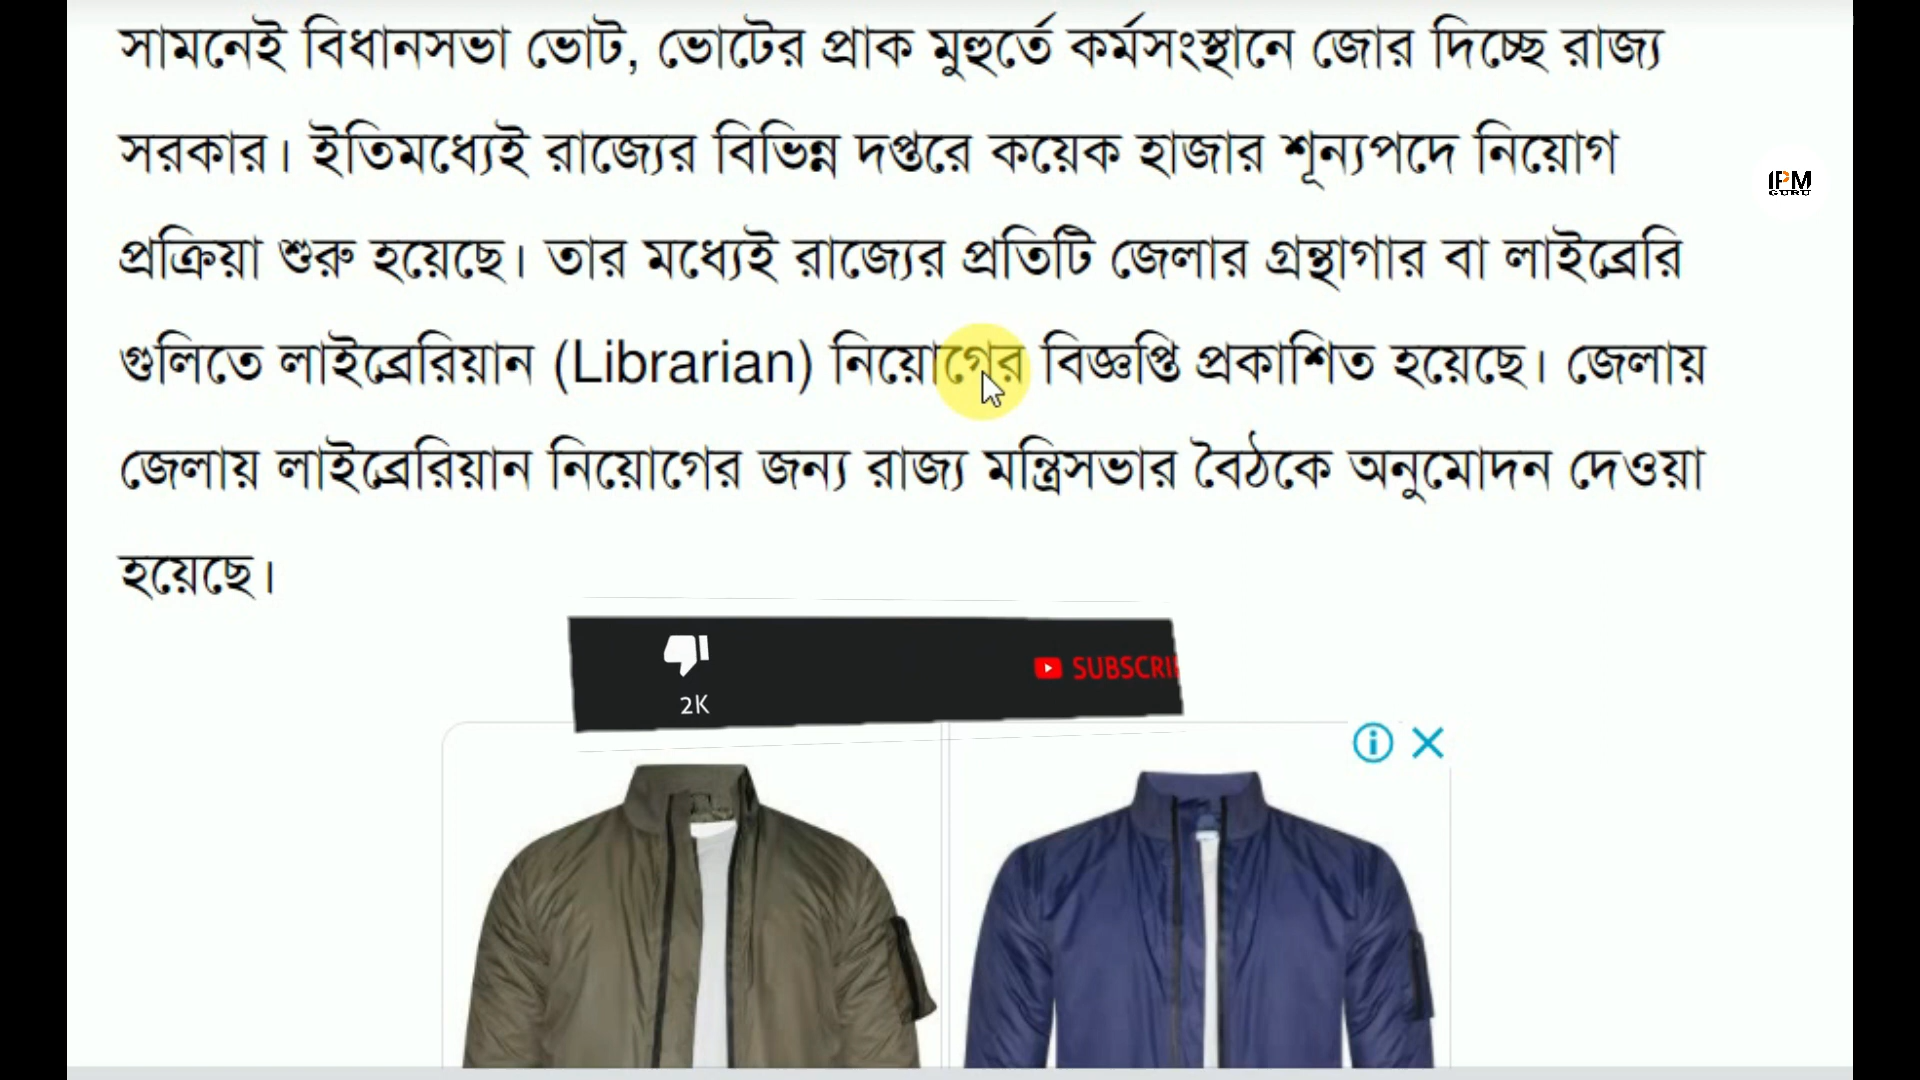 সামনেই বিধানসভা ভোট, ভোটের প্রাক মুহুর্তে কর্মসংস্থানে জোর দিচ্ছে রাজ্য
সরকার। ইতিমধ্যেই রাজ্যের বিভিন্ন দপ্তরে কয়েক হাজার শূন্যপদে নিয়োগ
IPM
GURU
প্রক্রিয়া শুরু হয়েছে। তার মধ্যেই রাজ্যের প্রতিটি জেলার গ্রন্থাগার বা লাইব্রেরি
গুলিতে লাইব্রেরিয়ান (Librarian) নিয়োগের বিজ্ঞপ্তি প্রকাশিত হয়েছে। জেলায়
জেলায় লাইব্রেরিয়ান নিয়োগের জন্য রাজ্য মন্ত্রিসভার বৈঠকে অনুমোদন দেওয়া
হয়েছে।
2K
SUBSCRI